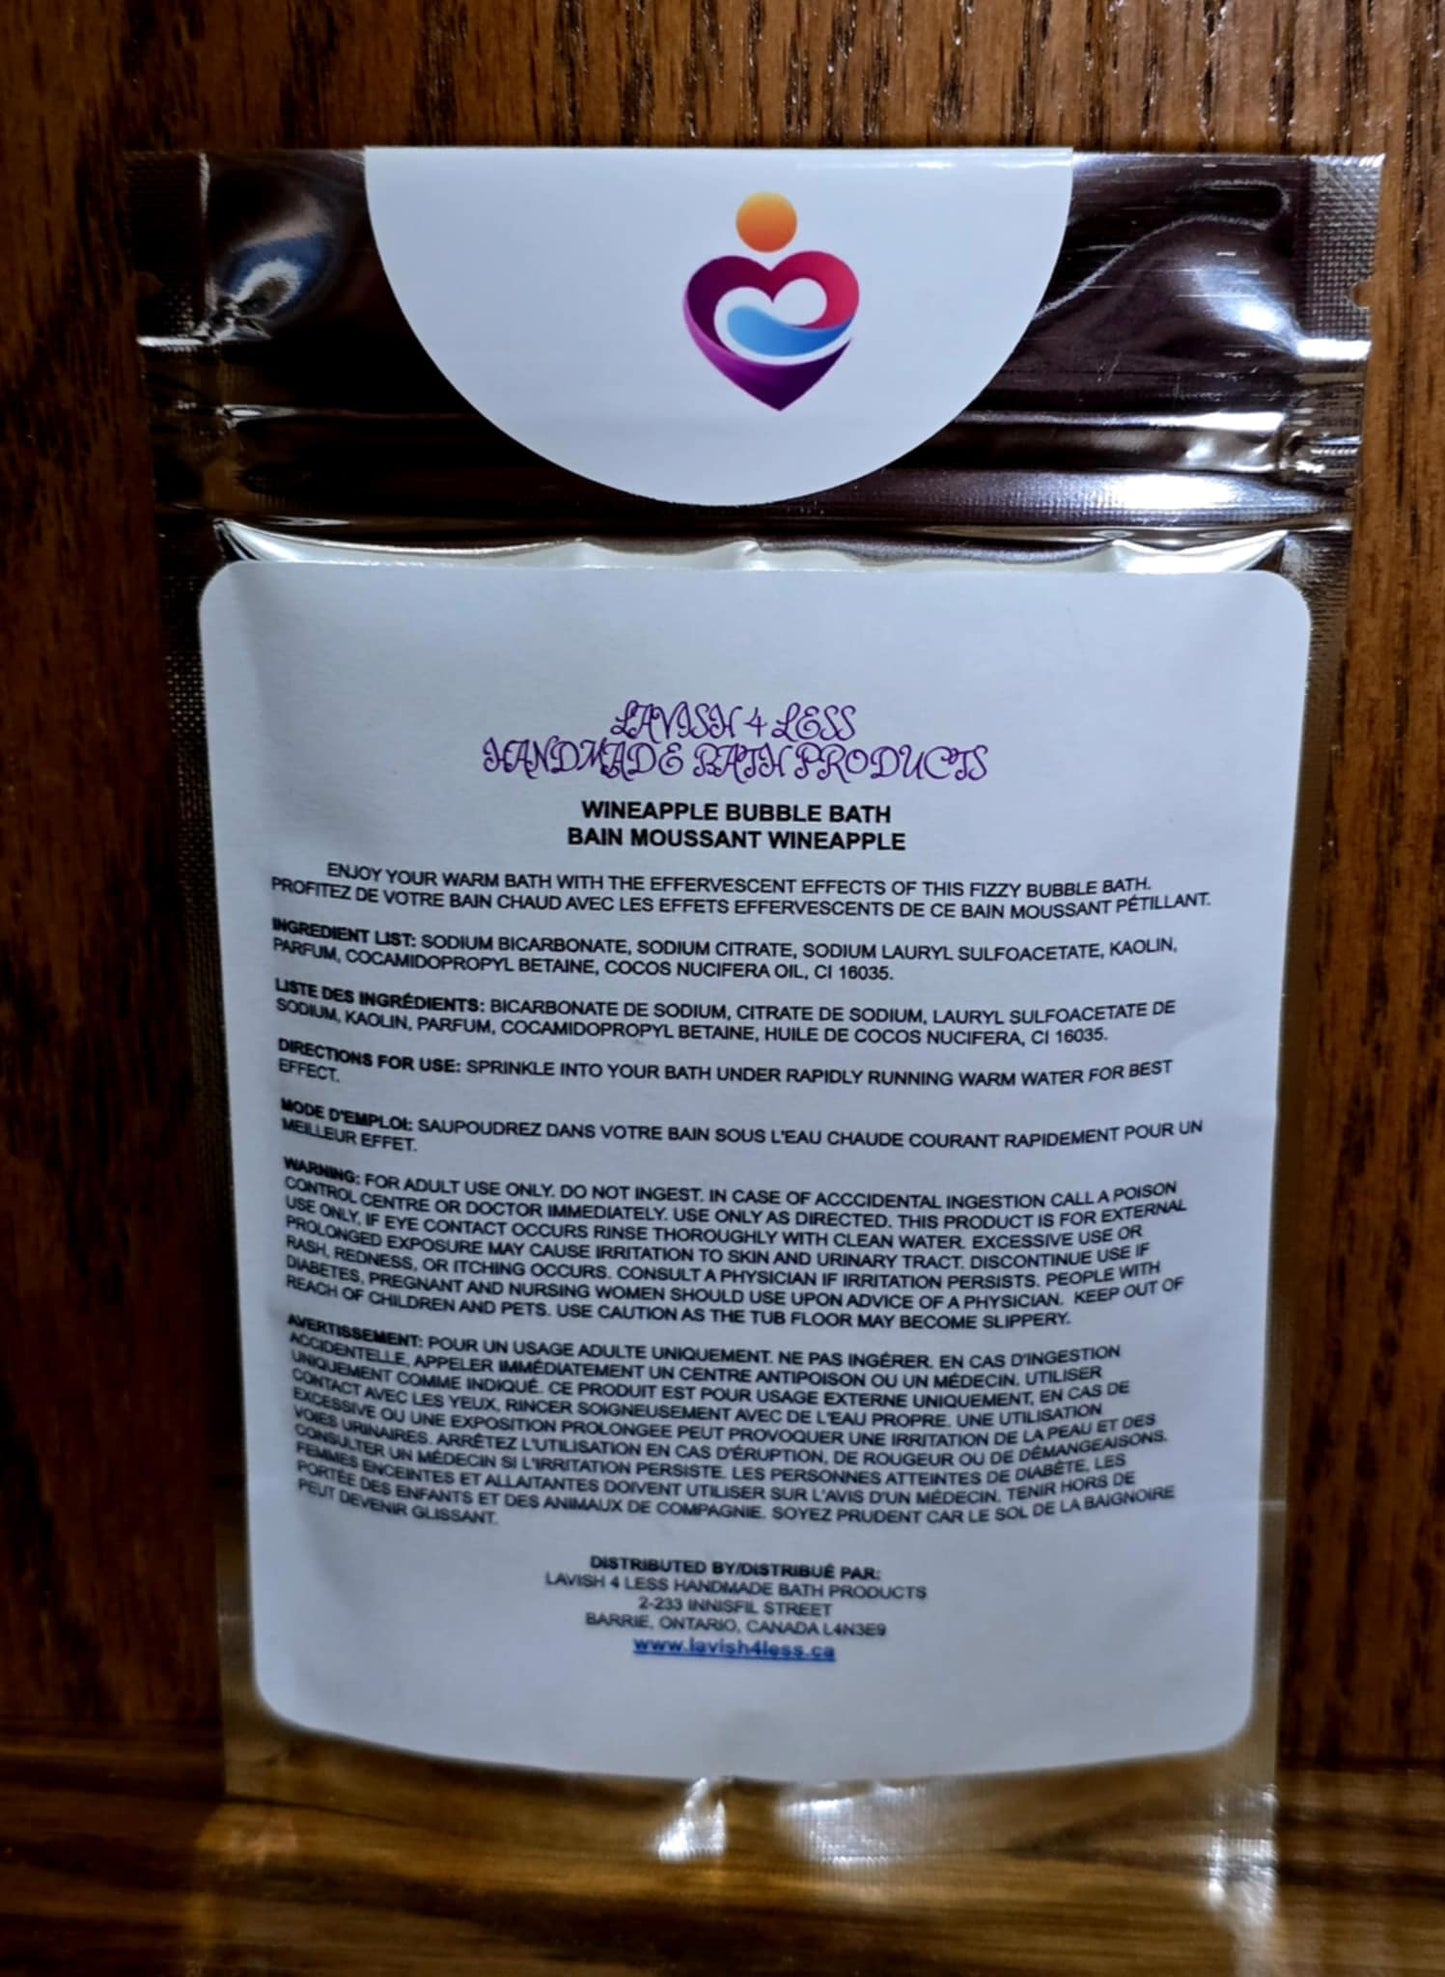 LAVISH 4 LESS
HANDMADE BATH PRODUCTS
WINEAPPLE BUBBLE BATH
BAIN MOUSSANT WINEAPPLE
ENJOY YOUR WARM BATH WITH THE EFFERVESCENT EFFECTS OF THIS FIZZY BUBBLE BATH.
PROFITEZ DE VOTRE BAIN CHAUD AVEC LES EFFETS EFFERVESCENTS DE CE BAIN MOUSSANT PÉTILLANT.
INGREDIENT LIST: SODIUM BICARBONATE, SODIUM CITRATE, SODIUM LAURYL SULFOACETATE, KAOLIN,
PARFUM, COCAMIDOPROPYL BETAINE, COCOS NUCIFERA OIL, CI 16035.
LISTE DES INGRÉDIENTS: BICARBONATE DE SODIUM, CITRATE DE SODIUM, LAURYL SULFOACETATE DE
SODIUM, KAOLIN, PARFUM, COCAMIDOPROPYL BETAINE, HUILE DE COCOS NUCIFERA, CI 16035.
DIRECTIONS FOR USE: SPRINKLE INTO YOUR BATH UNDER RAPIDLY RUNNING WARM WATER FOR BEST
EFFECT.
MODE D'EMPLOI: SAUPOUDREZ DANS VOTRE BAIN SOUS L'EAU CHAUDE COURANT RAPIDEMENT POUR UN
MEILLEUR EFFET.
WARNING: FOR ADULT USE ONLY. DO NOT INGEST. IN CASE OF ACCCIDENTAL INGESTION CALL A POISON
CONTROL CENTRE OR DOCTOR IMMEDIATELY. USE ONLY AS DIRECTED. THIS PRODUCT IS FOR EXTERNAL
USE ONLY, IF EYE CONTACT OCCURS RINSE THOROUGHLY WITH CLEAN WATER. EXCESSIVE USE OR
PROLONGED EXPOSURE MAY CAUSE IRRITATION TO SKIN AND URINARY TRACT. DISCONTINUE USE IF
RASH, REDNESS, OR ITCHING OCCURS. CONSULT A PHYSICIAN IF IRRITATION PERSISTS. PEOPLE WITH
DIABETES, PREGNANT AND NURSING WOMEN SHOULD USE UPON ADVICE OF A PHYSICIAN. KEEP OUT OF
REACH OF CHILDREN AND PETS. USE CAUTION AS THE TUB FLOOR MAY BECOME SLIPPERY.
AVERTISSEMENT: POUR UN USAGE ADULTE UNIQUEMENT. NE PAS INGÉRER. EN CAS D'INGESTION
ACCIDENTELLE, APPELER IMMÉDIATEMENT UN CENTRE ANTIPOISON OU UN MÉDECIN. UTILISER
UNIQUEMENT COMME INDIQUÉ. CE PRODUIT EST POUR USAGE EXTERNE UNIQUEMENT, EN CAS DE
CONTACT AVEC LES YEUX, RINCER SOIGNEUSEMENT AVEC DE L'EAU PROPRE. UNE UTILISATION
EXCESSIVE OU UNE EXPOSITION PROLONGEE PEUT PROVOQUER UNE IRRITATION DE LA PEAU ET DES
VOIES URINAIRES. ARRÊTEZ L'UTILISATION EN CAS D'ÉRUPTION, DE ROUGEUR OU DE DÉMANGEAISONS.
CONSULTER UN MÉDECIN SI L'IRRITATION PERSISTE. LES PERSONNES ATTEINTES DE DIABÈTE, LES
FEMMES ENCEINTES ET ALLAITANTES DOIVENT UTILISER SUR L'AVIS D'UN MÉDECIN. TENIR HORS DE
PORTÉE DES ENFANTS ET DES ANIMAUX DE COMPAGNIE. SOYEZ PRUDENT CAR LE SOL DE LA BAIGNOIRE
PEUT DEVENIR GLISSANT.
DISTRIBUTED BY/DISTRIBUÉ PAR:
LAVISH 4 LESS HANDMADE BATH PRODUCTS
2-233 INNISFIL STREET
BARRIE, ONTARIO, CANADA L4N3E9
www.lavish4less.ca